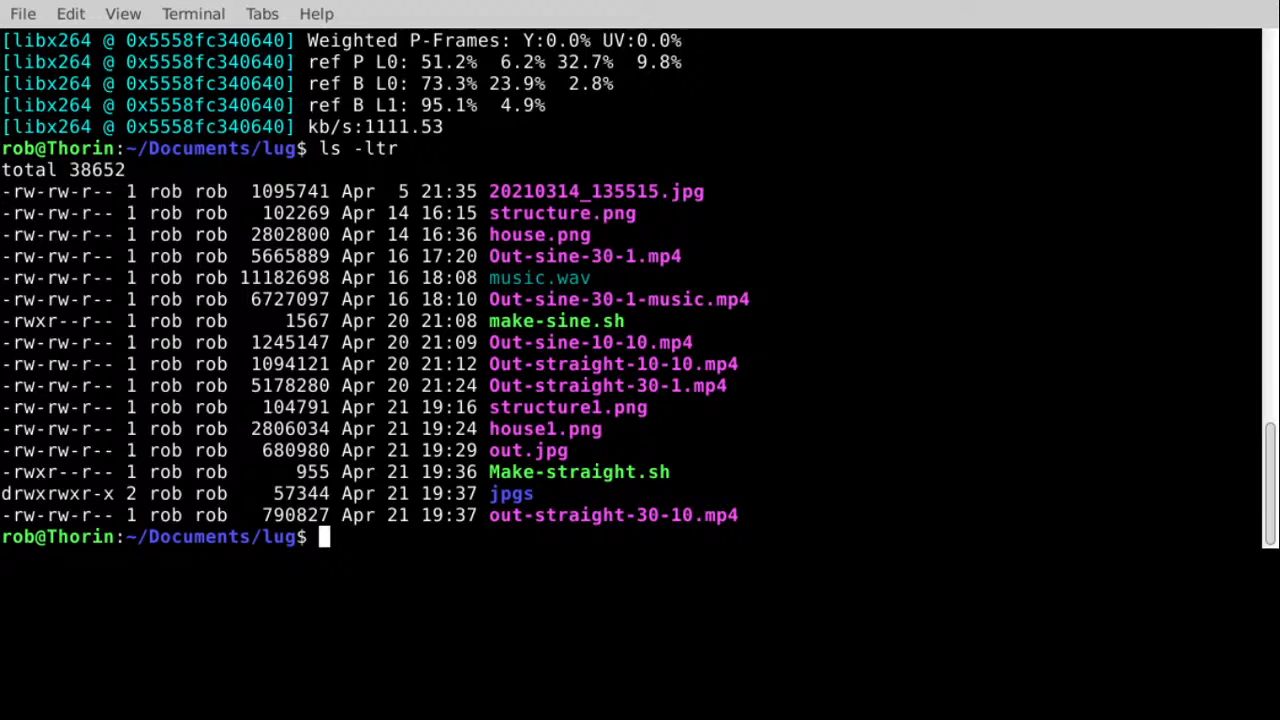 File Edit View Terminal Tabs Help
[libx264 @ 0x5558fc340640] Weighted P-Frames: Y:0.0% UV:0.0%
[libx264 @ 0x5558fc340640] ref P L0: 51.2%  6.2% 32.7%  9.8%
[libx264 @ 0x5558fc340640] ref B L0: 73.3% 23.9%  2.8%
[libx264 @ 0x5558fc340640] ref B L1: 95.1%  4.9%
[libx264 @ 0x5558fc340640] kb/s:1111.53
rob@Thorin:~/Documents/lug$ ls -ltr
total 38652
-rw-rw-r-- 1 rob rob  1095741 Apr  5 21:35 20210314_135515.jpg
-rw-rw-r-- 1 rob rob   102269 Apr 14 16:15 structure.png
-rw-rw-r-- 1 rob rob  2802800 Apr 14 16:36 house.png
-rw-rw-r-- 1 rob rob  5665889 Apr 16 17:20 Out-sine-30-1.mp4
-rw-rw-r-- 1 rob rob 11182698 Apr 16 18:08 music.wav
-rw-rw-r-- 1 rob rob  6727097 Apr 16 18:10 Out-sine-30-1-music.mp4
-rwxr--r-- 1 rob rob     1567 Apr 20 21:08 make-sine.sh
-rw-rw-r-- 1 rob rob  1245147 Apr 20 21:09 Out-sine-10-10.mp4
-rw-rw-r-- 1 rob rob  1094121 Apr 20 21:12 Out-straight-10-10.mp4
-rw-rw-r-- 1 rob rob  5178280 Apr 20 21:24 Out-straight-30-1.mp4
-rw-rw-r-- 1 rob rob   104791 Apr 21 19:16 structure1.png
-rw-rw-r-- 1 rob rob  2806034 Apr 21 19:24 house1.png
-rw-rw-r-- 1 rob rob   680980 Apr 21 19:29 out.jpg
-rwxr--r-- 1 rob rob      955 Apr 21 19:36 Make-straight.sh
drwxrwxr-x 2 rob rob    57344 Apr 21 19:37 jpgs
-rw-rw-r-- 1 rob rob   790827 Apr 21 19:37 out-straight-30-10.mp4
rob@Thorin:~/Documents/lug$